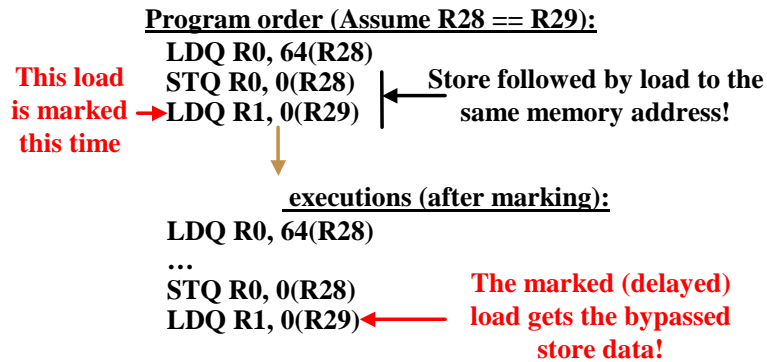 Program order (Assume R28 == R29):
LDQ R0, 64(R28)
STQ R0, 0(R28)
LDQ R1, 0(R29)
This load
is marked
this time
Store followed by load to the
same memory address!
executions (after marking):
LDQ R0, 64(R28)
…
STQ R0, 0(R28)
LDQ R1, 0(R29)
The marked (delayed)
load gets the bypassed
store data!